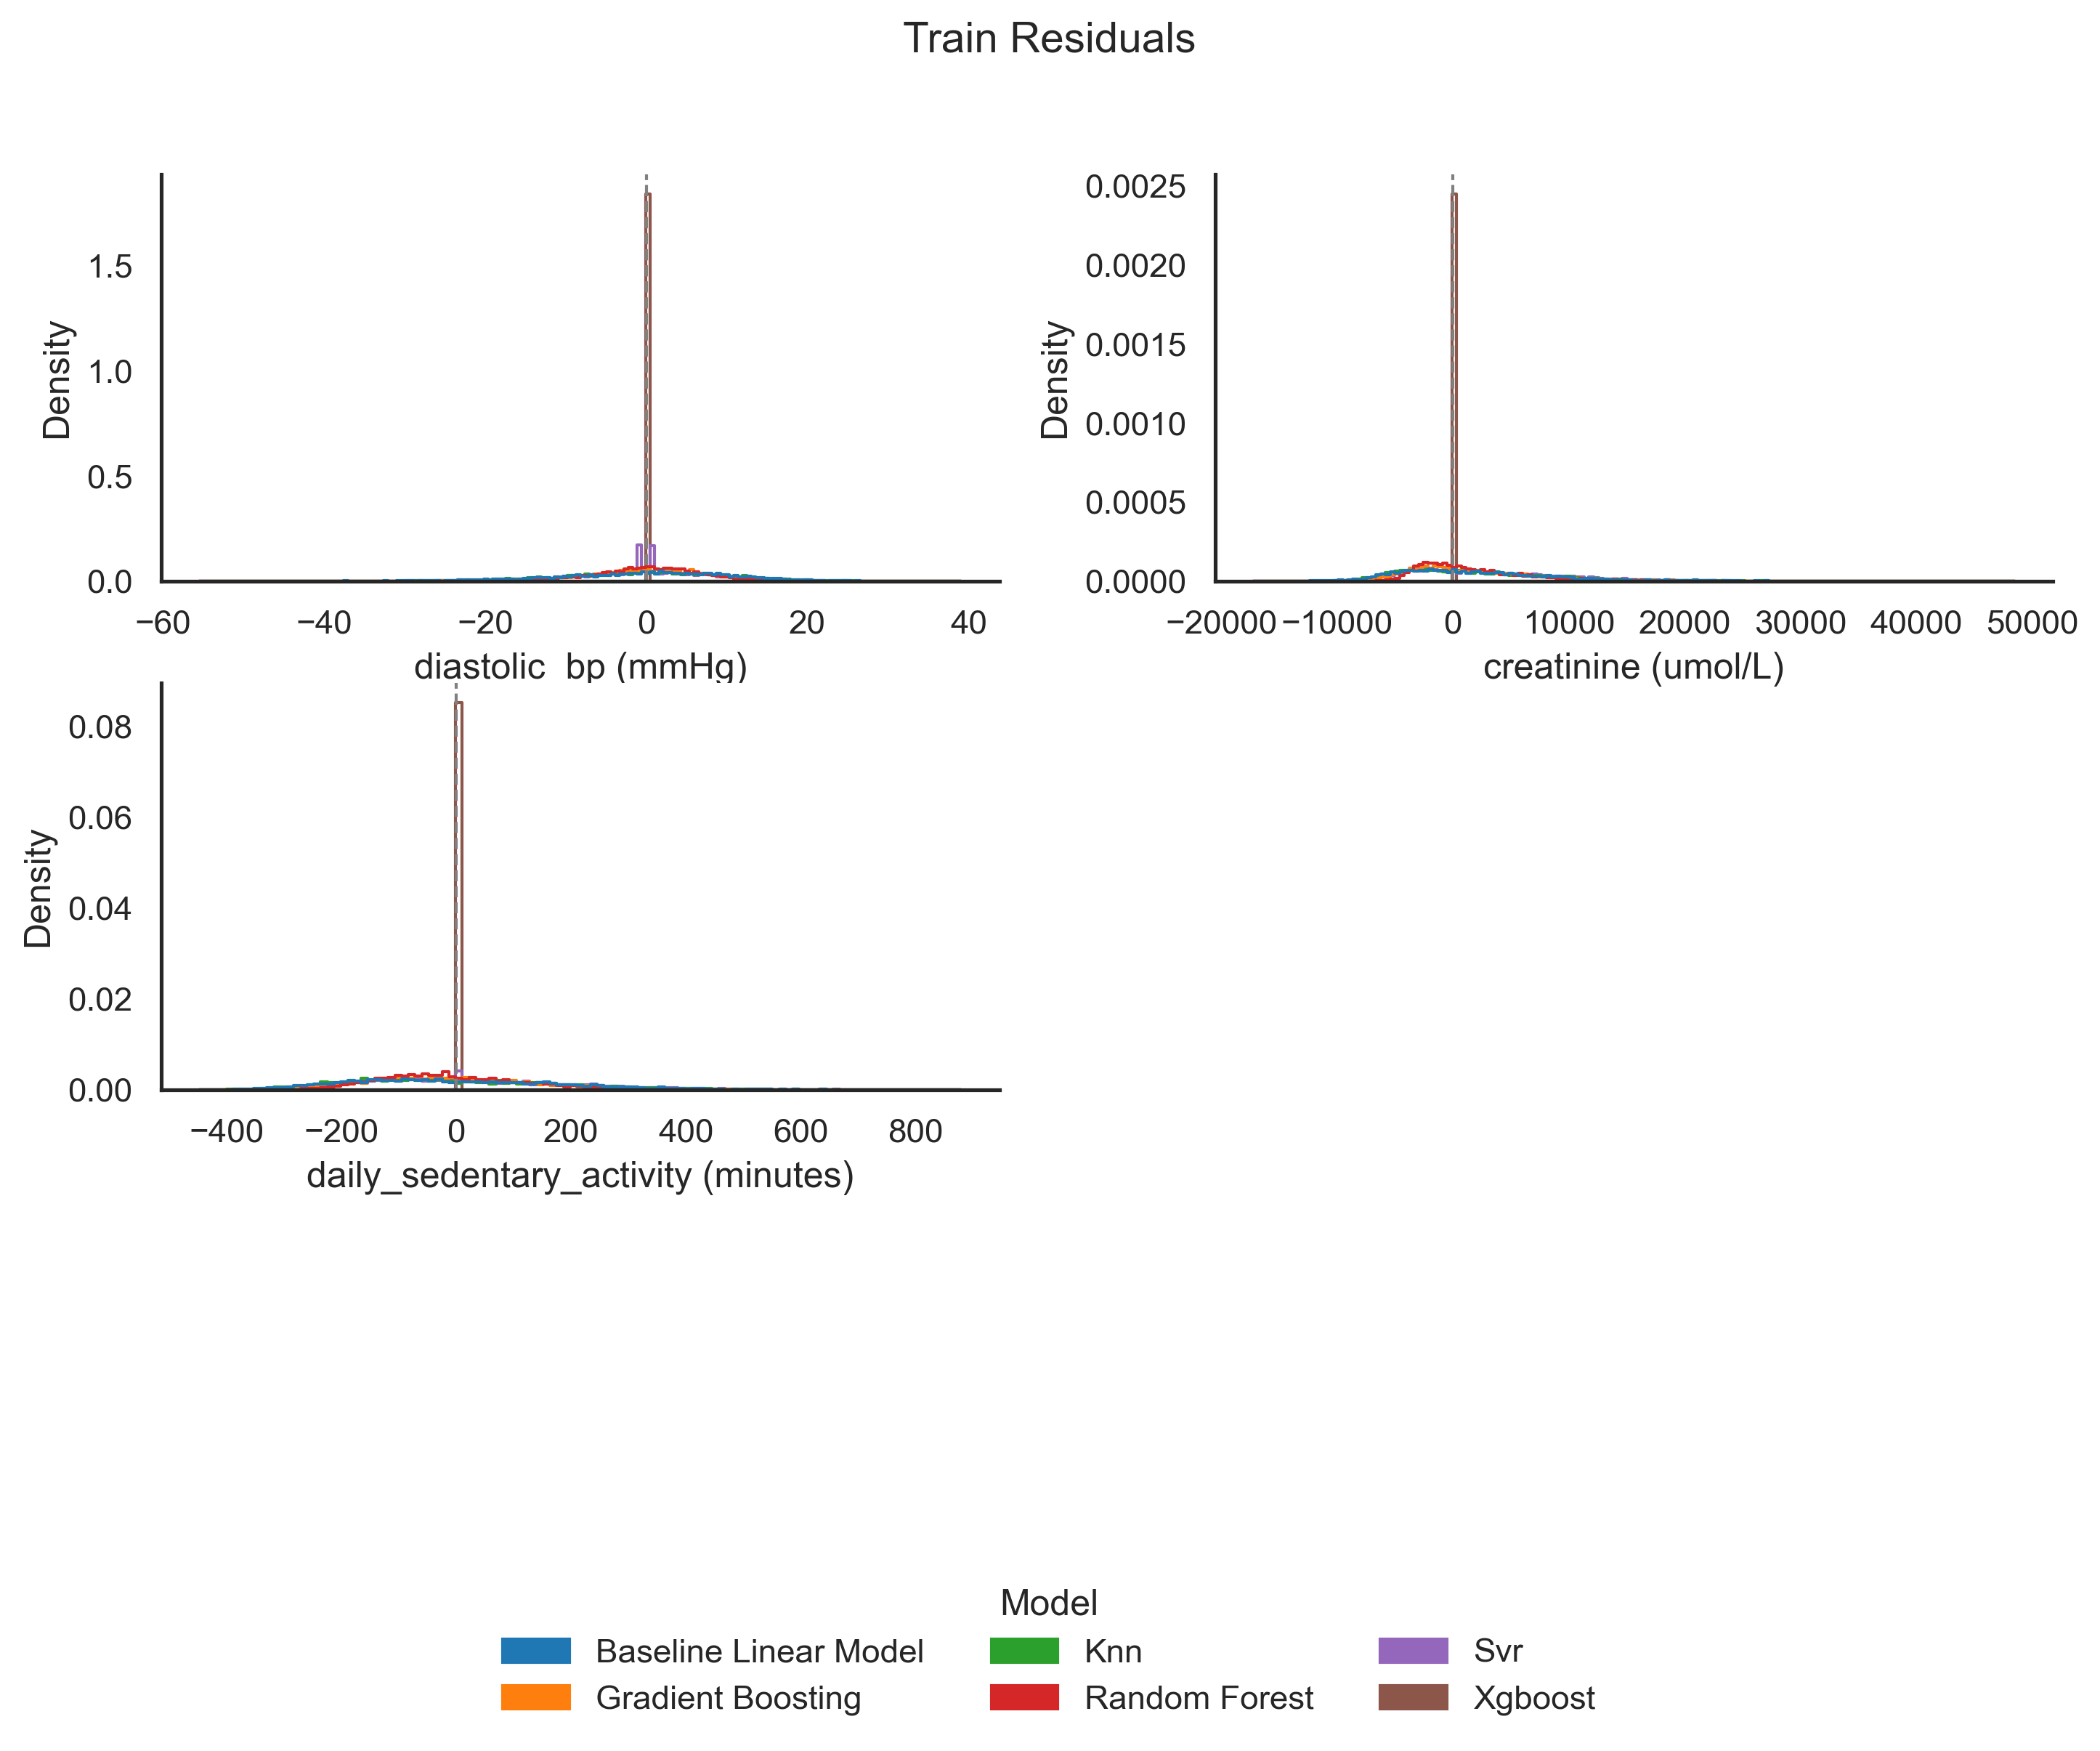 Train Residuals
Density
1.5
1.0
0.5
0.0
−60 −40 −20 0 20 40
diastolic bp (mmHg)
Density
0.0025
0.0020
0.0015
0.0010
0.0005
0.0000
−20000 −10000 0 10000 20000 30000 40000 50000
creatinine (umol/L)
Density
0.08
0.06
0.04
0.02
0.00
−400 −200 0 200 400 600 800
daily_sedentary_activity (minutes)
Model
Baseline Linear Model Knn Svr
Gradient Boosting Random Forest Xgboost